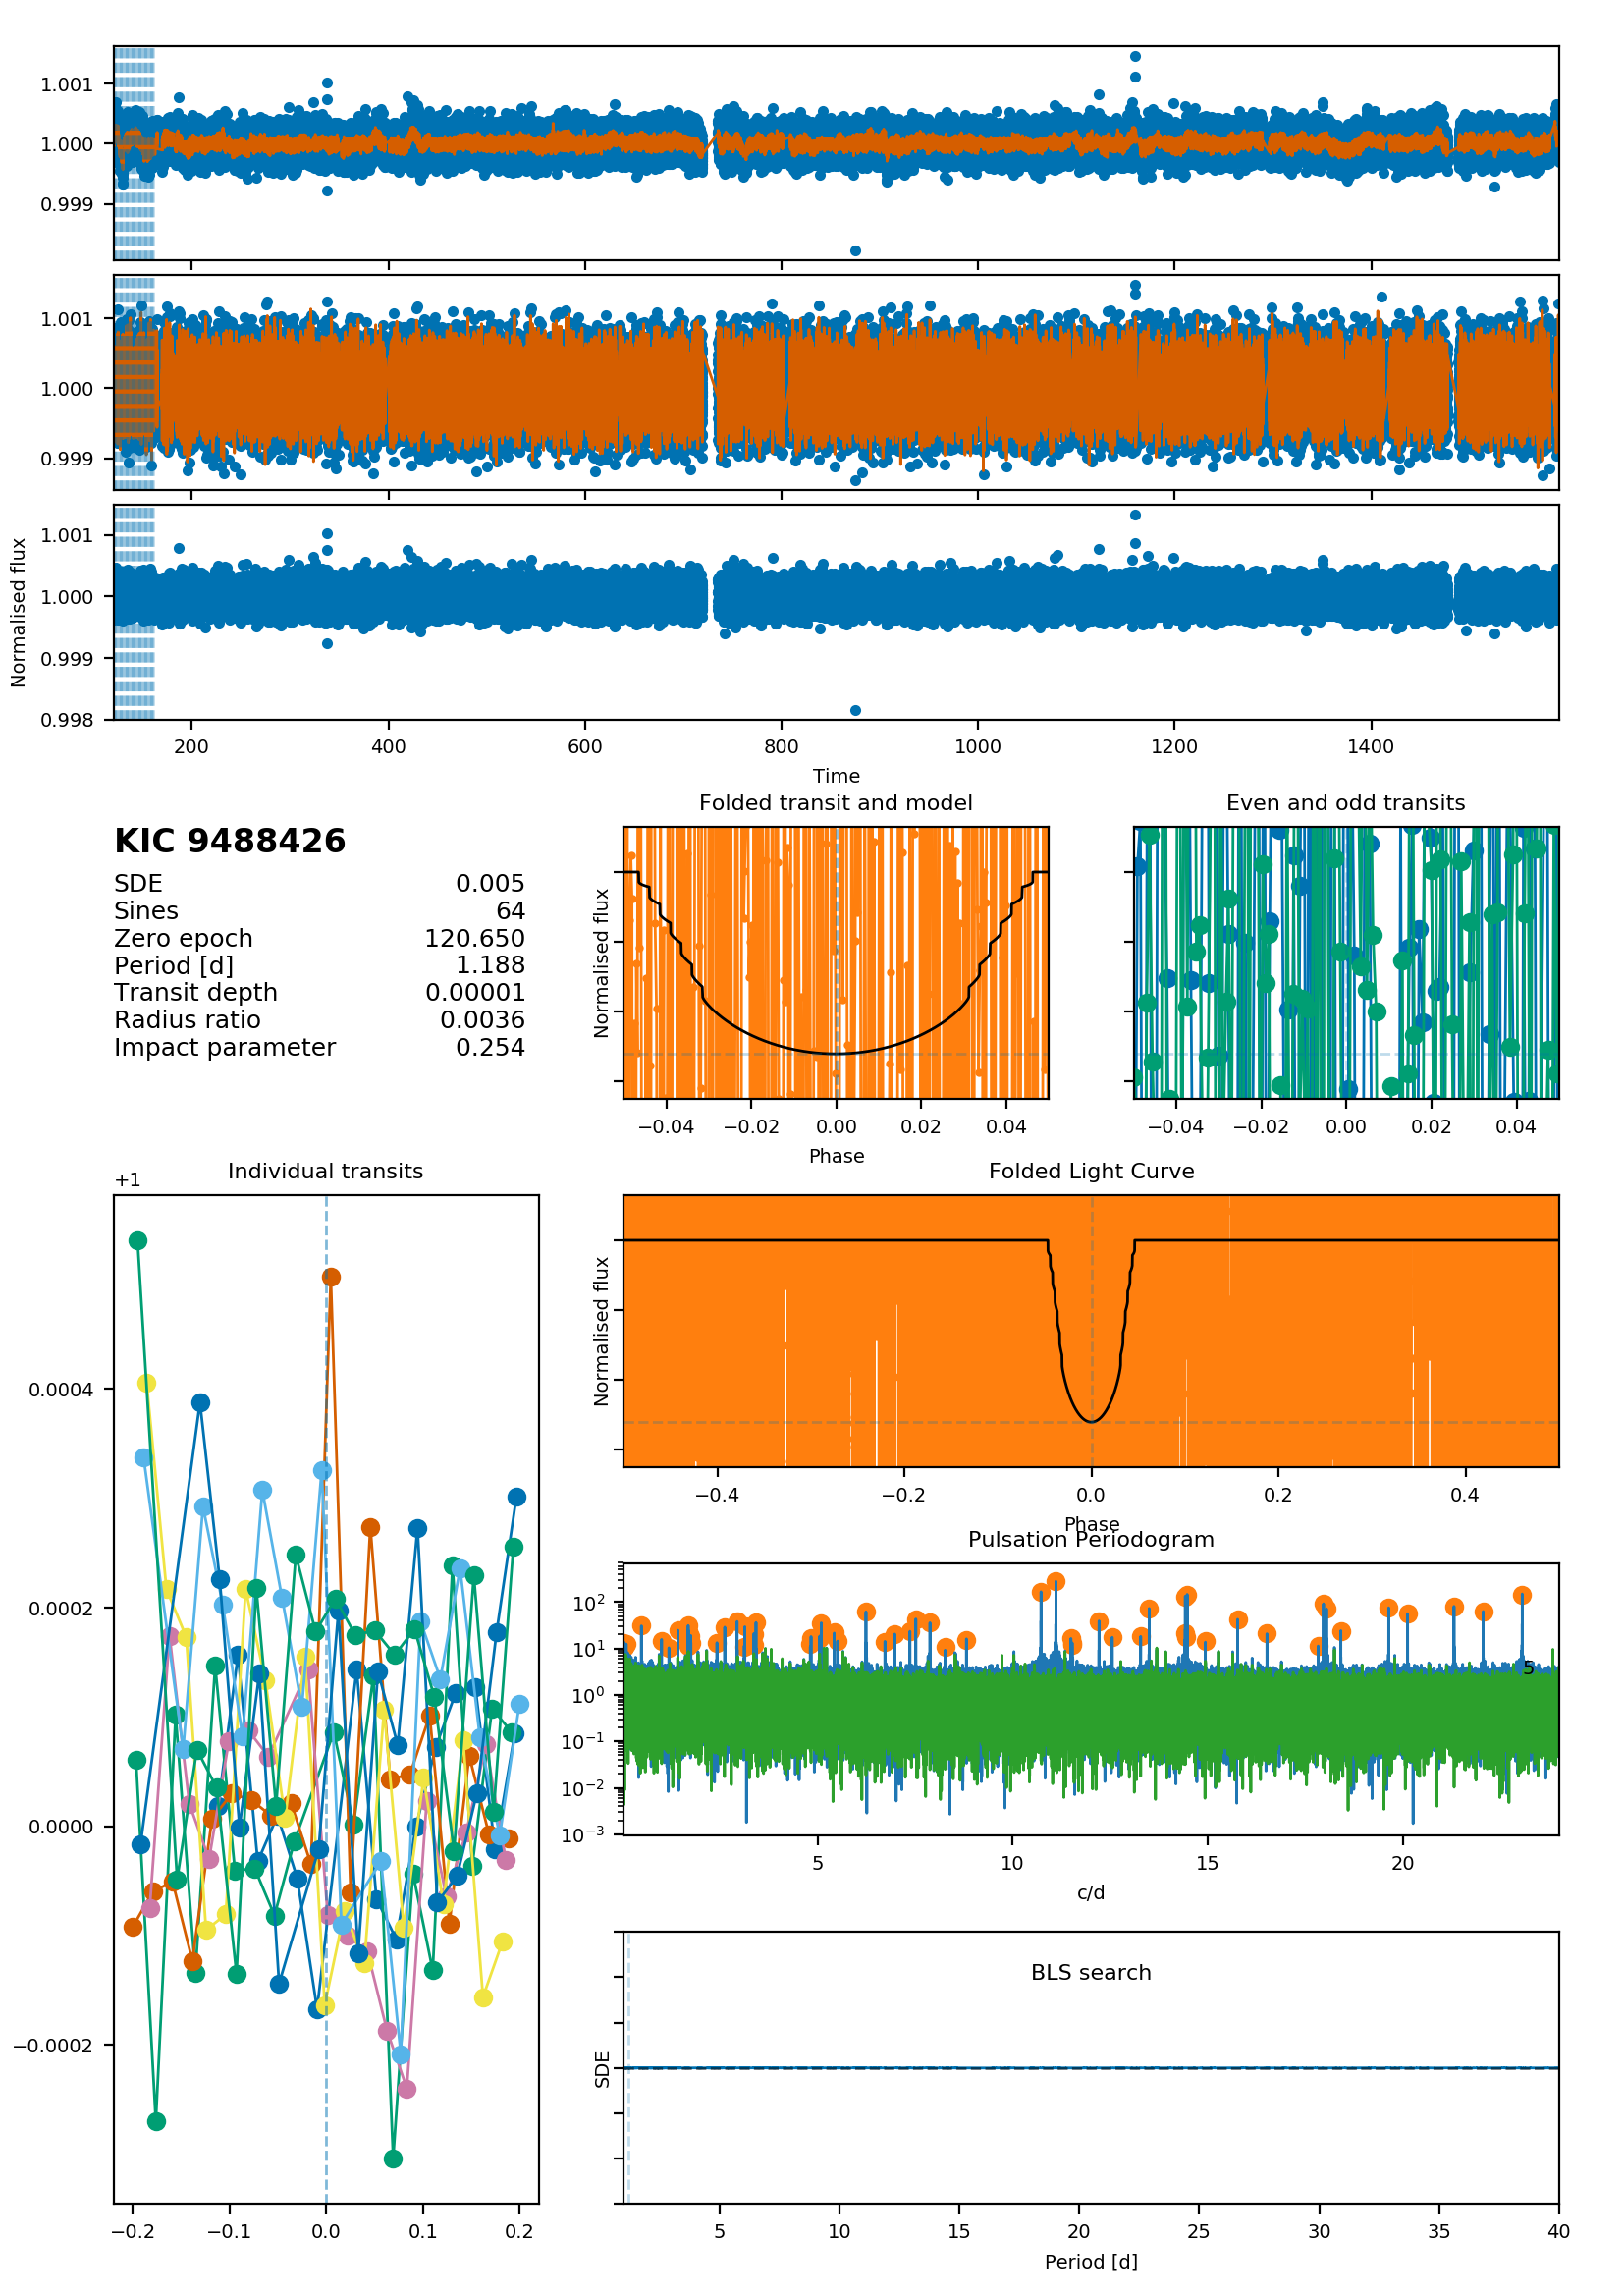 1.001
1.000
0.999
1.001
1.000
0.999
Normalised flux
1.001
1.000
0.999
0.998
200 400 600 800 1000 1200 1400
Time
KIC 9488426
SDE 0.005
Sines 64
Zero epoch 120.650
Period [d] 1.188
Transit depth 0.00001
Radius ratio 0.0036
Impact parameter 0.254
Folded transit and model
Normalised flux
−0.04 −0.02 0.00 0.02 0.04
Phase
Even and odd transits
−0.04 −0.02 0.00 0.02 0.04
Individual transits
+1
0.0004
0.0002
0.0000
−0.0002
−0.2 −0.1 0.0 0.1 0.2
Folded Light Curve
Normalised flux
−0.4 −0.2 0.0 0.2 0.4
Phase
Pulsation Periodogram
10²
10¹
10⁰
10⁻¹
10⁻²
10⁻³
5
5 10 15 20
c/d
BLS search
SDE
5 10 15 20 25 30 35 40
Period [d]